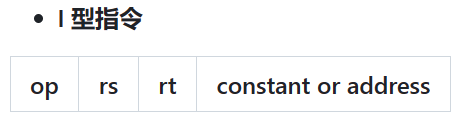 I 型指令
op rs rt constant or address